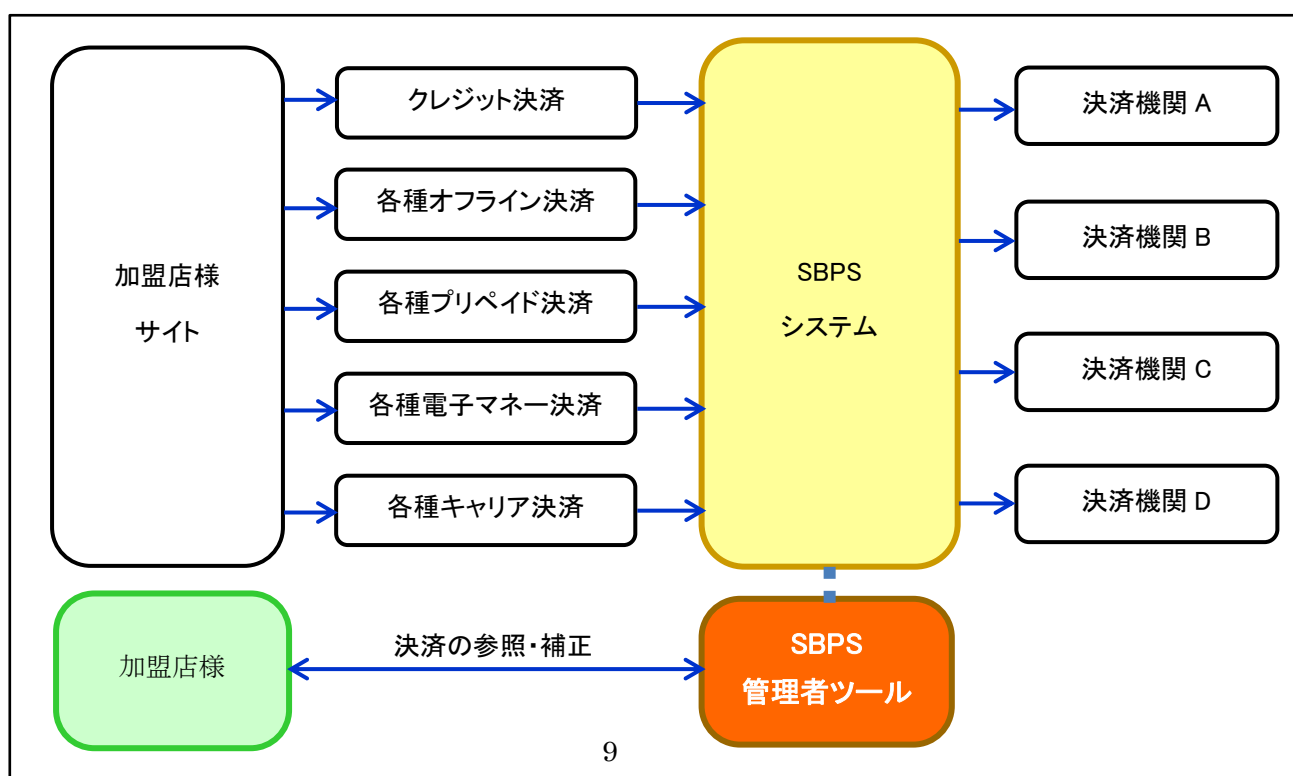 加盟店様
サイト
クレジット決済
各種オフライン決済
各種プリペイド決済
各種電子マネー決済
各種キャリア決済
SBPS
システム
決済機関 A
決済機関 B
決済機関 C
決済機関 D
加盟店様
決済の参照・補正
SBPS
管理者ツール
9